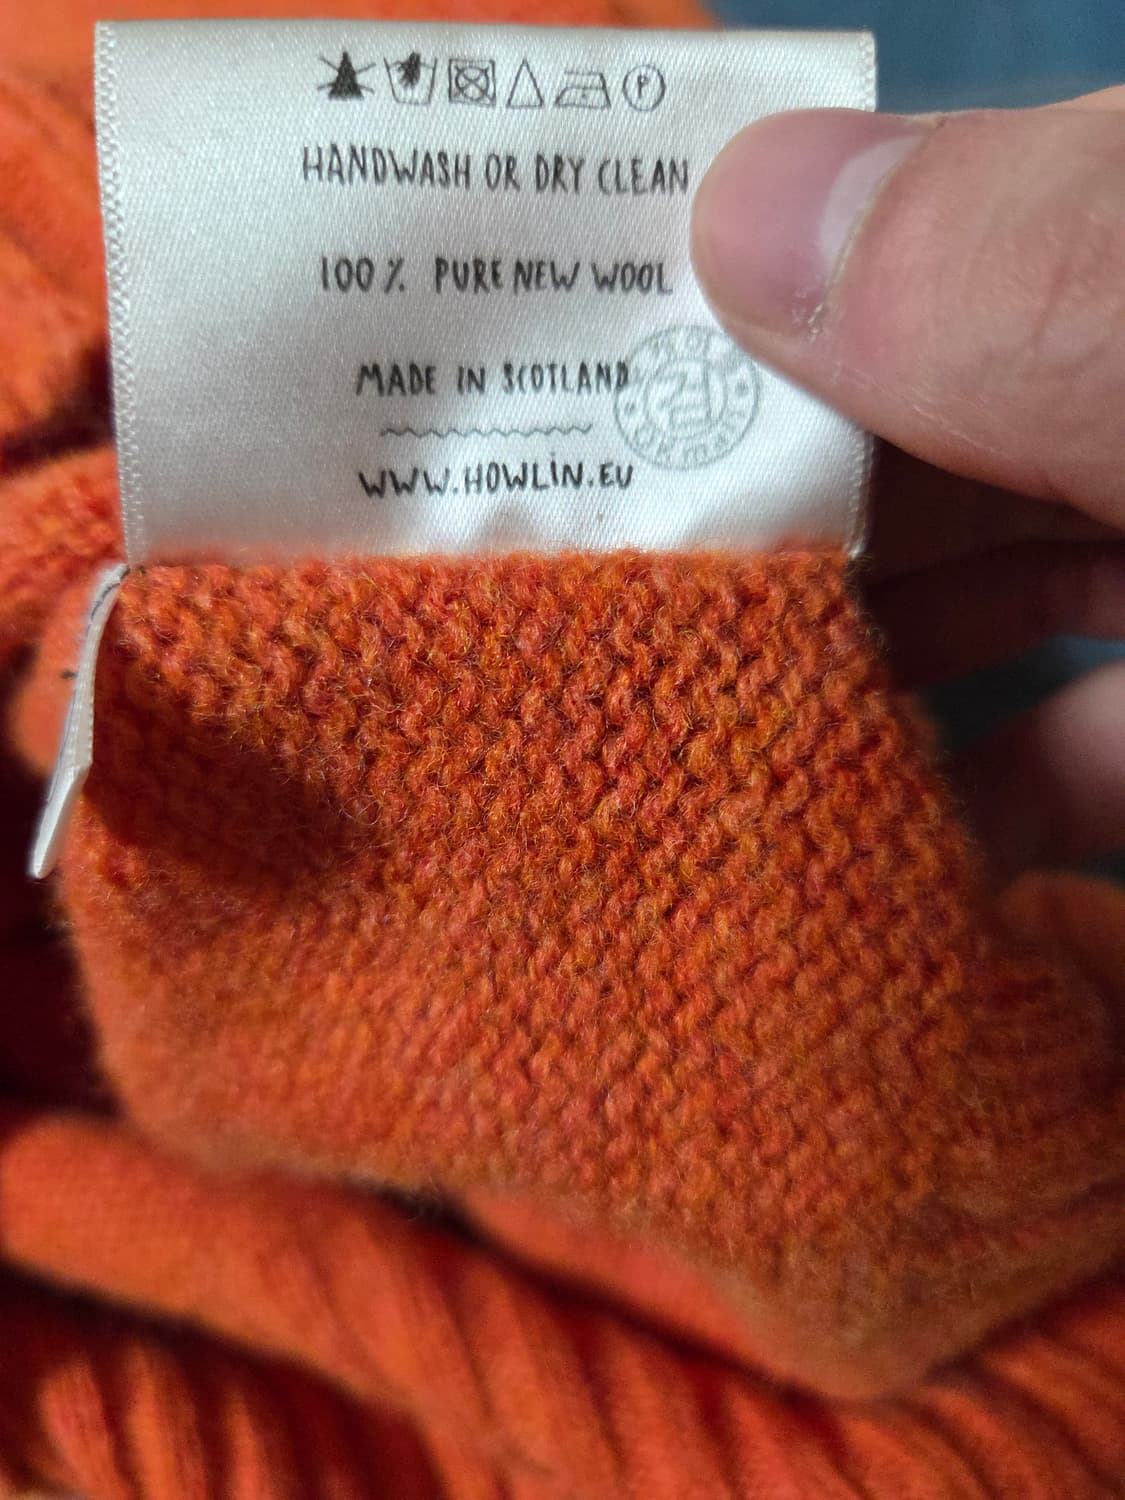 P
HANDWASH OR DRY CLEAN
100 % PURE NEW WOOL
MADE IN SCOTLAND
WWW.HOWLIN.EU